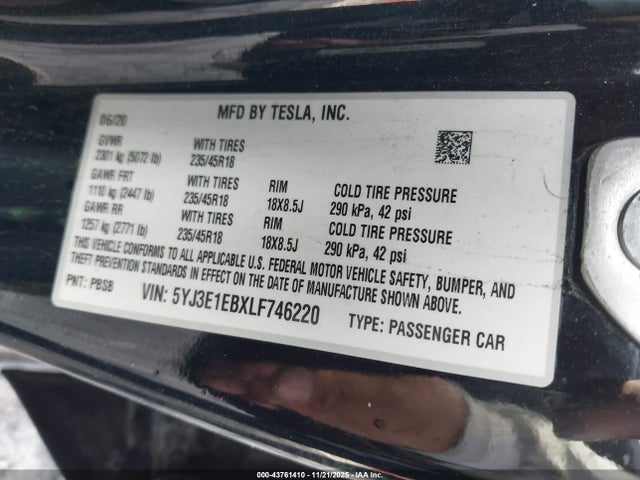 MFD BY TESLA, INC.
06/20
GVWR
2301 kg (5072 lb)
WITH TIRES
235/45R18
GAWR FRT
1110 kg (2447 lb)
WITH TIRES
235/45R18
RIM
18X8.5J
COLD TIRE PRESSURE
290 kPa, 42 psi
GAWR RR
1257 kg (2771 lb)
WITH TIRES
235/45R18
RIM
18X8.5J
COLD TIRE PRESSURE
290 kPa, 42 psi
THIS VEHICLE CONFORMS TO ALL APPLICABLE U.S. FEDERAL MOTOR VEHICLE SAFETY, BUMPER, AND
THEFT PREVENTION STANDARDS IN EFFECT ON THE DATE OF MANUFACTURE SHOWN ABOVE.
PNT: PBSB
VIN: 5YJ3E1EBXLF746220
TYPE: PASSENGER CAR
000-43761410 - 11/21/2025 - IAAI.COM